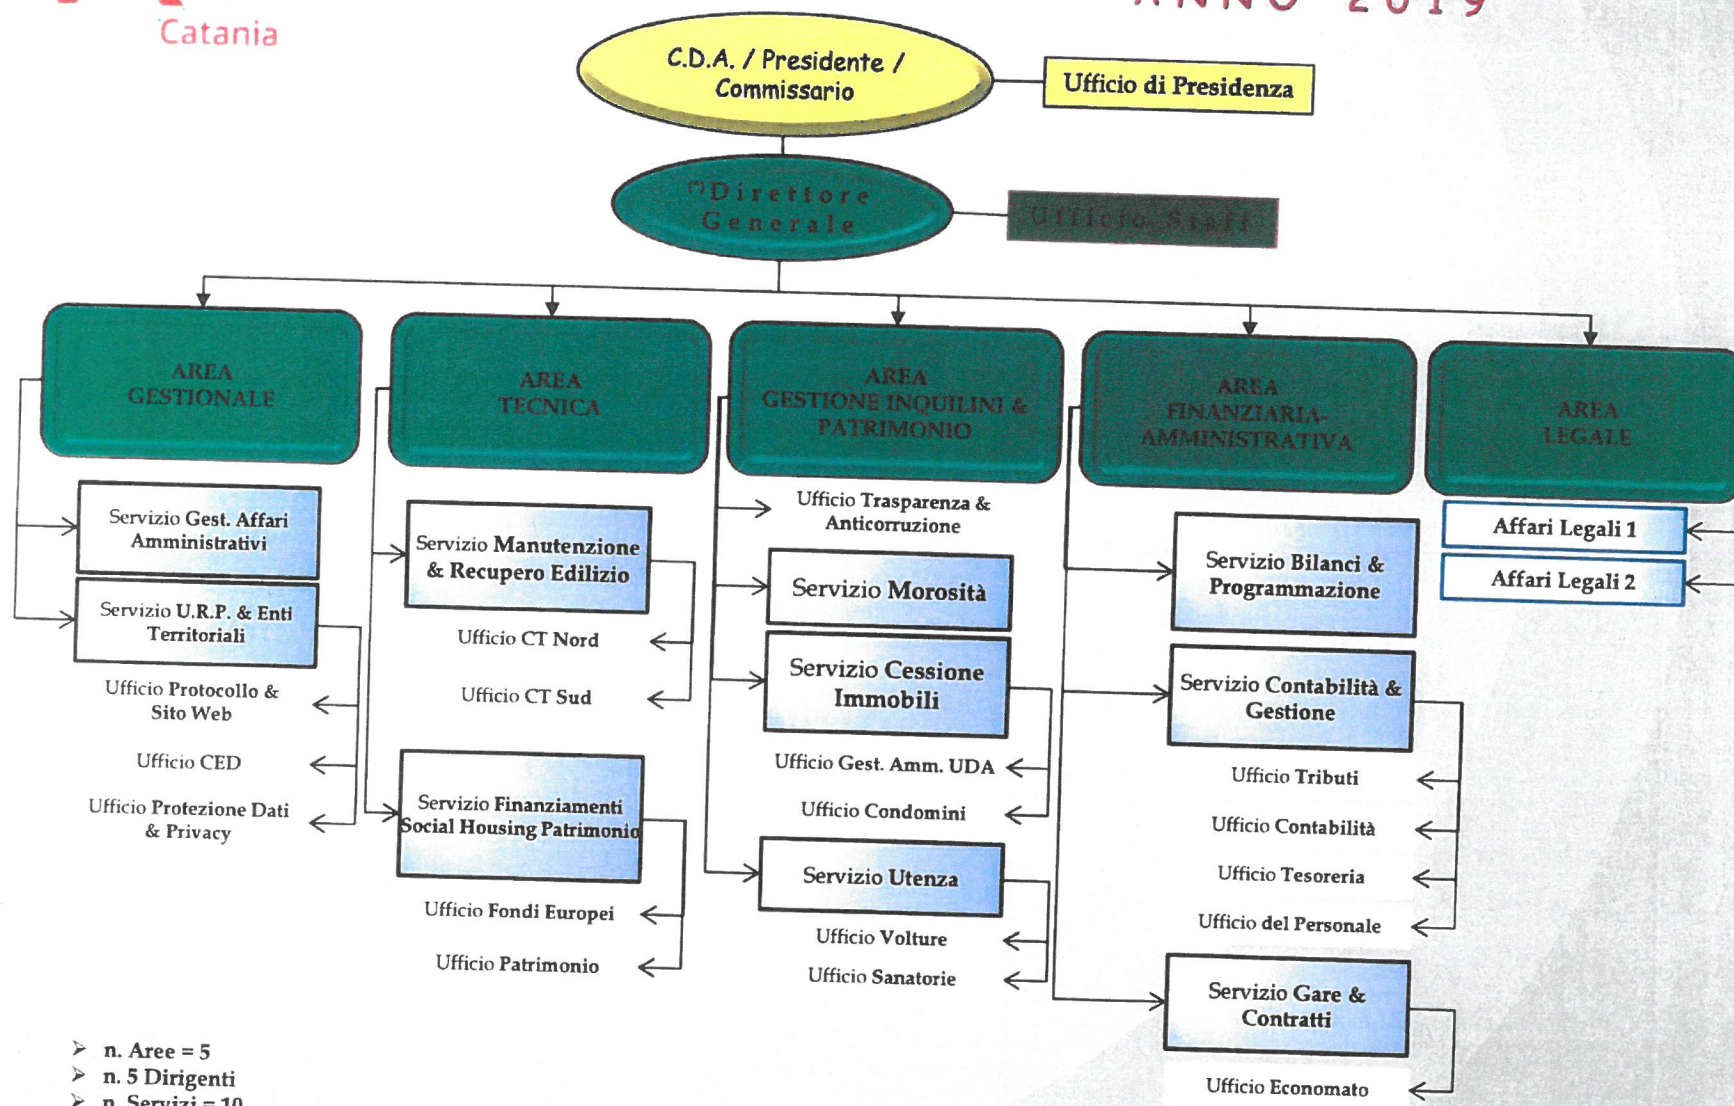 ANNO 2019
Catania
C.D.A. / Presidente /
Commissario
Ufficio di Presidenza
(*)Direttore
Generale
Ufficio Staff
AREA
GESTIONALE
AREA
TECNICA
AREA
GESTIONE INQUILINI &
PATRIMONIO
AREA
FINANZIARIA-
AMMINISTRATIVA
AREA
LEGALE
Servizio Gest. Affari
Amministrativi
Servizio U.R.P. & Enti
Territoriali
Ufficio Protocollo &
Sito Web
Ufficio CED
Ufficio Protezione Dati
& Privacy
Servizio Manutenzione
& Recupero Edilizio
Ufficio CT Nord
Ufficio CT Sud
Servizio Finanziamenti
Social Housing Patrimonio
Ufficio Fondi Europei
Ufficio Patrimonio
Ufficio Trasparenza &
Anticorruzione
Servizio Morosità
Servizio Cessione
Immobili
Ufficio Gest. Amm. UDA
Ufficio Condomini
Servizio Utenza
Ufficio Volture
Ufficio Sanatorie
Servizio Bilanci &
Programmazione
Servizio Contabilità &
Gestione
Ufficio Tributi
Ufficio Contabilità
Ufficio Tesoreria
Ufficio del Personale
Servizio Gare &
Contratti
Ufficio Economato
Affari Legali 1
Affari Legali 2
➢ n. Aree = 5
➢ n. 5 Dirigenti
➢ n. Servizi = 10